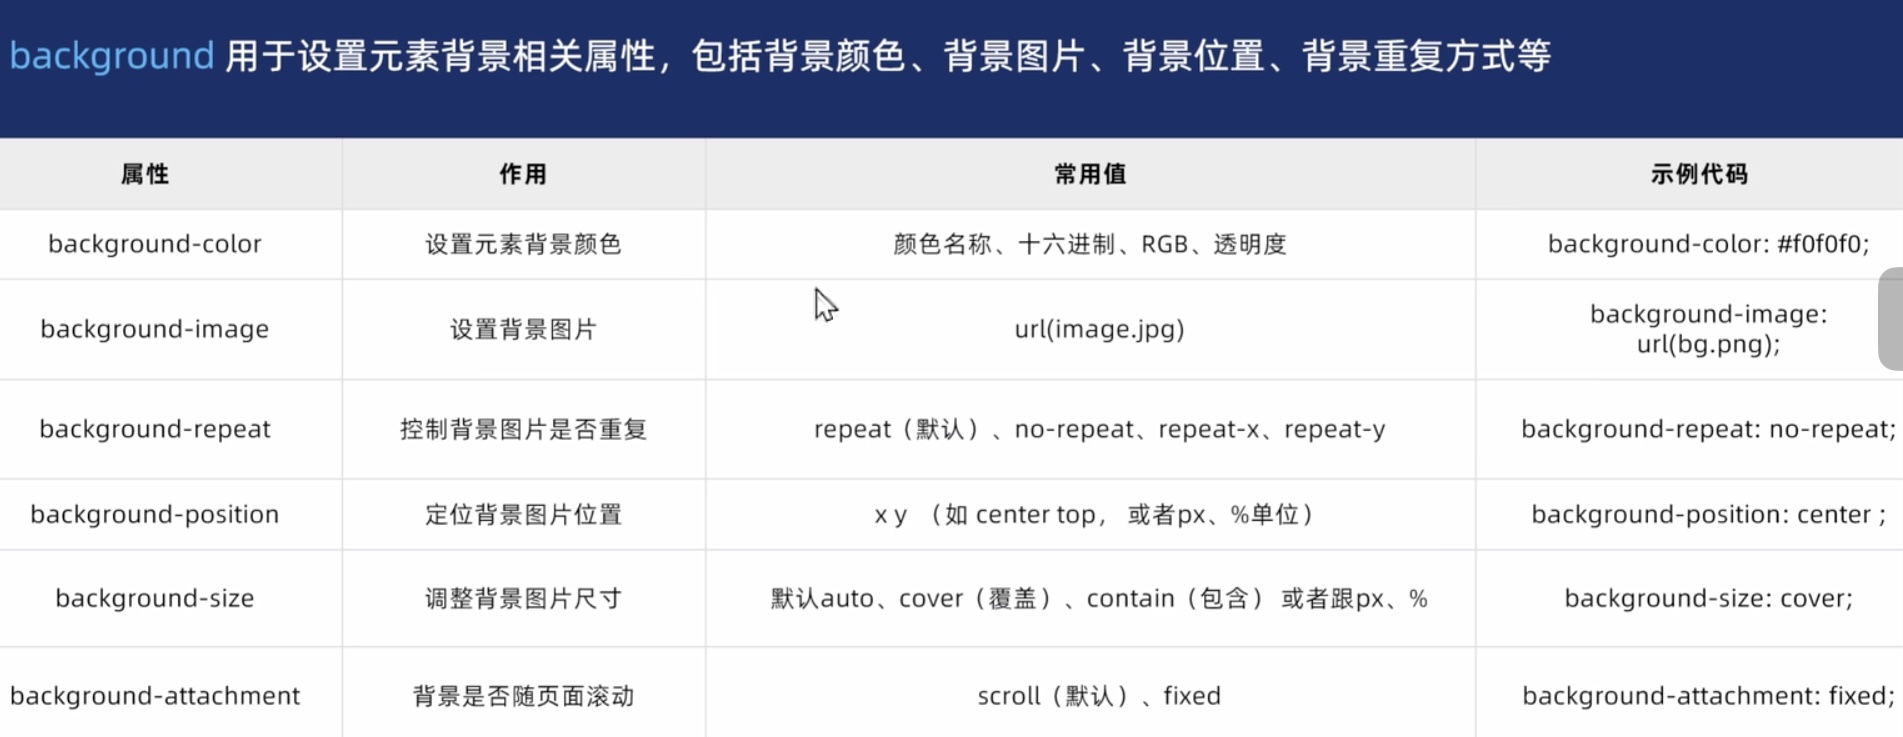 background 用于设置元素背景相关属性，包括背景颜色、背景图片、背景位置、背景重复方式等
属性 作用 常用值 示例代码
background-color 设置元素背景颜色 颜色名称、十六进制、RGB、透明度 background-color: #f0f0f0;
background-image 设置背景图片 url(image.jpg) background-image:
url(bg.png);
background-repeat 控制背景图片是否重复 repeat（默认）、no-repeat、repeat-x、repeat-y background-repeat: no-repeat;
background-position 定位背景图片位置 x y （如 center top， 或者px、%单位） background-position: center ;
background-size 调整背景图片尺寸 默认auto、cover（覆盖）、contain（包含） 或者跟px、% background-size: cover;
background-attachment 背景是否随页面滚动 scroll（默认）、fixed background-attachment: fixed;